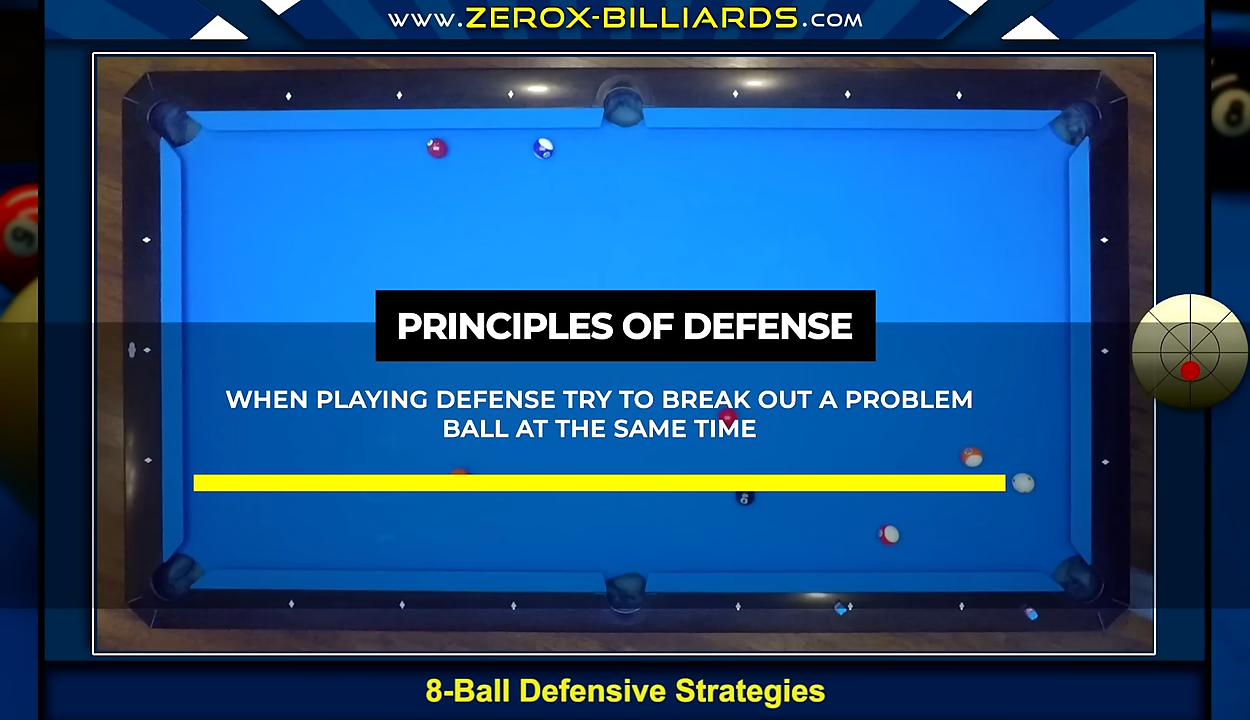 WWW.ZEROX-BILLIARDS.COM
PRINCIPLES OF DEFENSE
WHEN PLAYING DEFENSE TRY TO BREAK OUT A PROBLEM
BALL AT THE SAME TIME
8-Ball Defensive Strategies